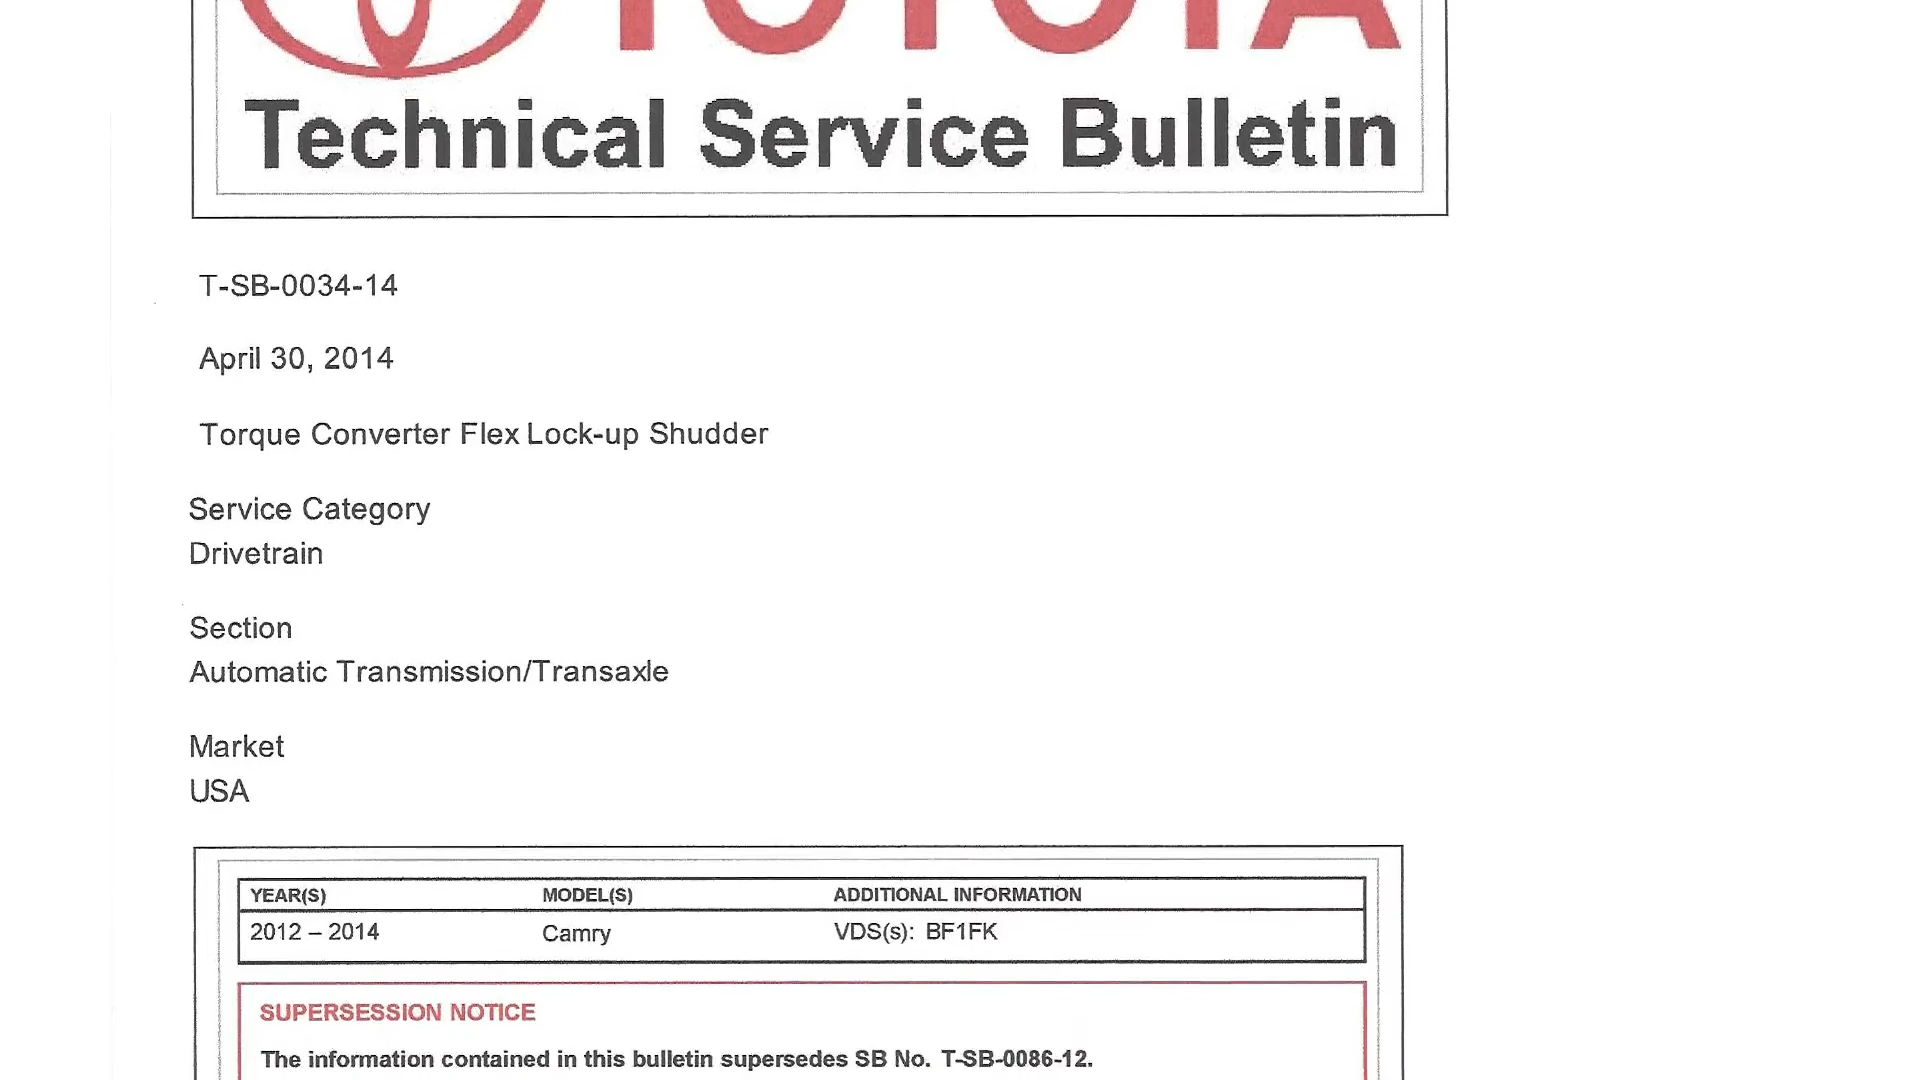 TOYOTA
Technical Service Bulletin
T-SB-0034-14
April 30, 2014
Torque Converter Flex Lock-up Shudder
Service Category
Drivetrain
Section
Automatic Transmission/Transaxle
Market
USA
YEAR(S) MODEL(S) ADDITIONAL INFORMATION
2012 – 2014 Camry VDS(s): BF1FK
SUPERSESSION NOTICE
The information contained in this bulletin supersedes SB No. T-SB-0086-12.